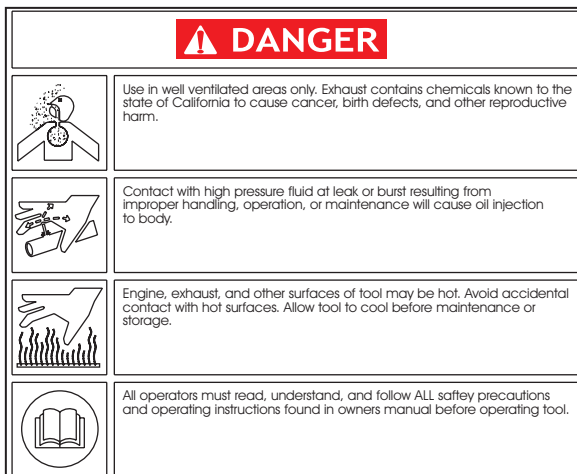 DANGER
Use in well ventilated areas only. Exhaust contains chemicals known to the
state of California to cause cancer, birth defects, and other reproductive
harm.
Contact with high pressure fluid at leak or burst resulting from
improper handling, operation, or maintenance will cause oil injection
to body.
Engine, exhaust, and other surfaces of tool may be hot. Avoid accidental
contact with hot surfaces. Allow tool to cool before maintenance or
storage.
All operators must read, understand, and follow ALL saftey precautions
and operating instructions found in owners manual before operating tool.